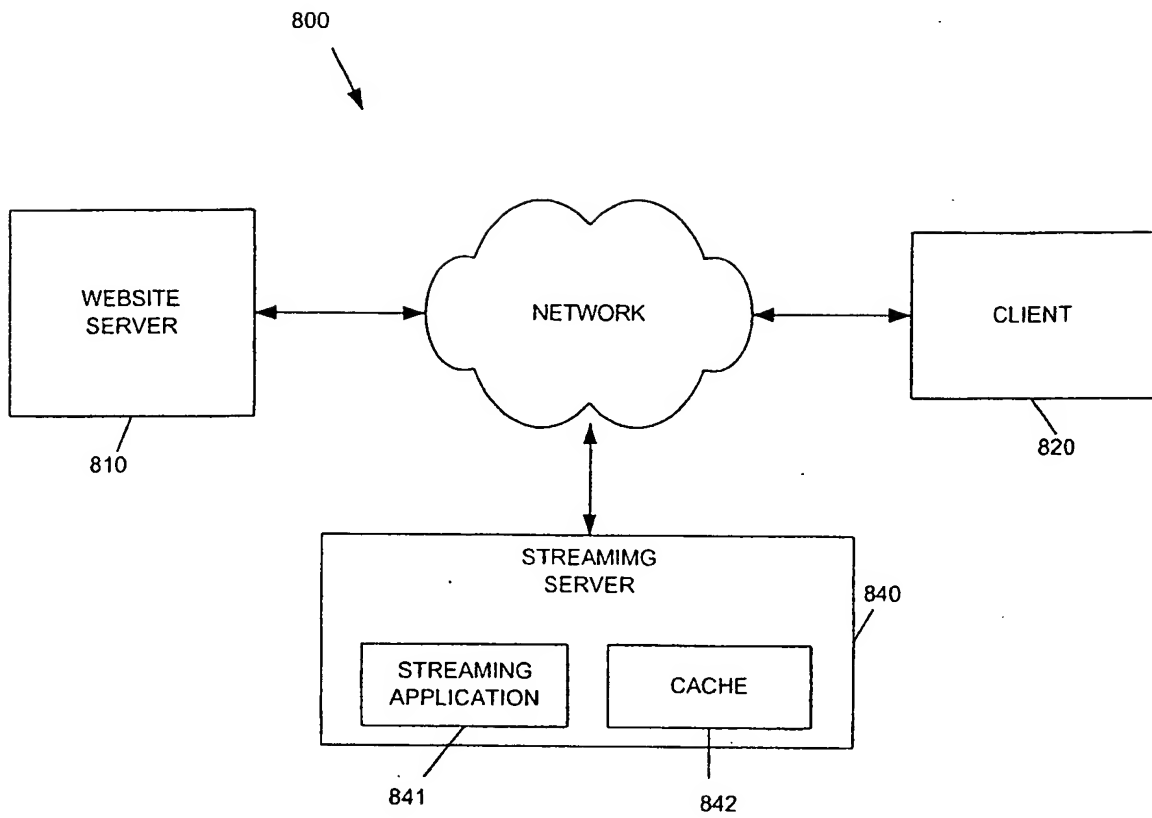 800
WEBSITE
SERVER
NETWORK
CLIENT
810
820
STREAMIMG
SERVER
840
STREAMING
APPLICATION
CACHE
841
842